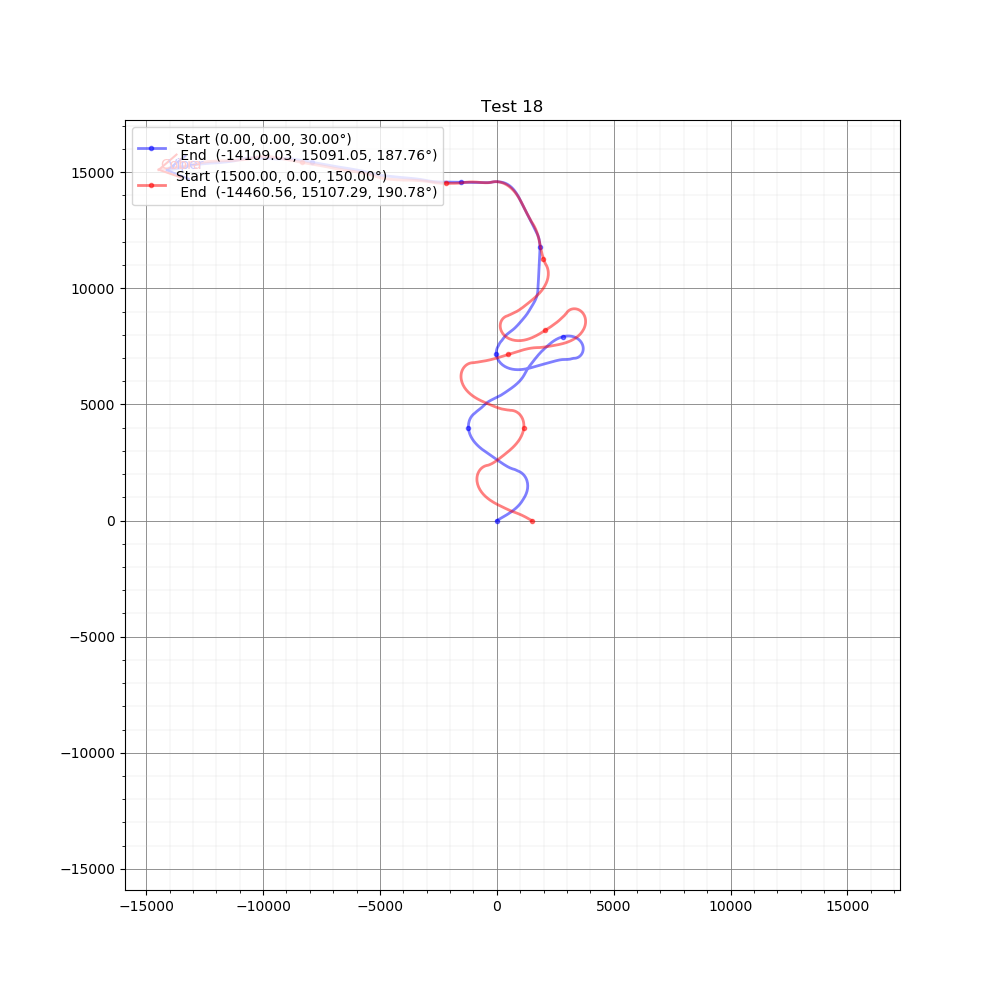 Test 18
Start (0.00, 0.00, 30.00°)
End  (-14109.03, 15091.05, 187.76°)
Start (1500.00, 0.00, 150.00°)
End  (-14460.56, 15107.29, 190.78°)
15000
10000
5000
0
−5000
−10000
−15000
−15000 −10000 −5000 0 5000 10000 15000